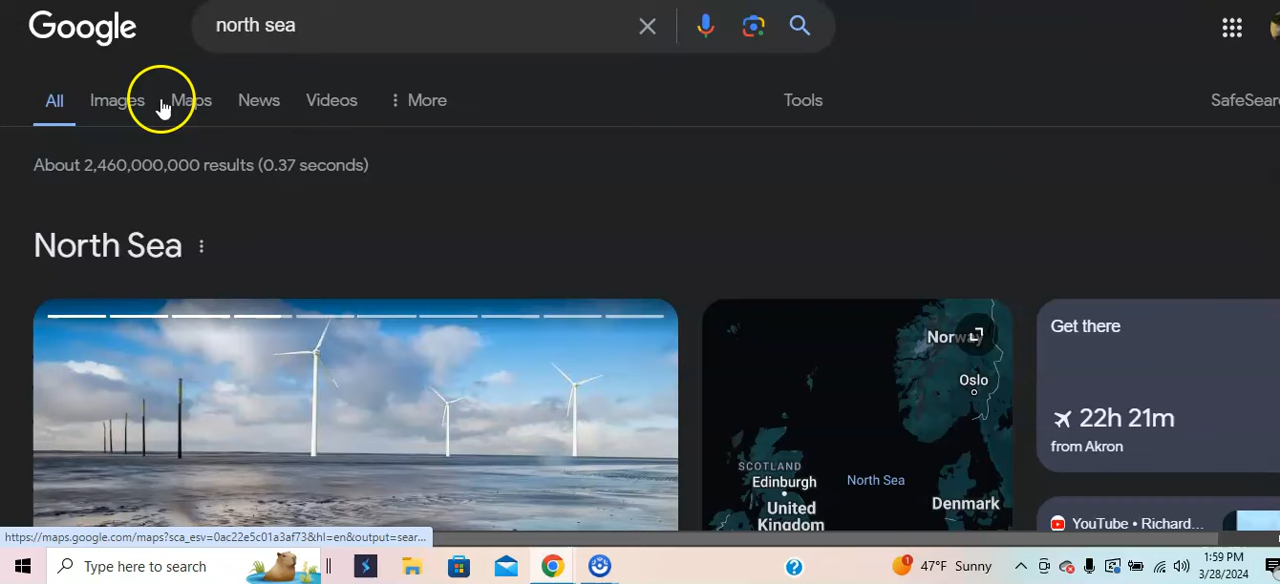 Google
north sea
All Images Maps News Videos More Tools SafeSear
About 2,460,000,000 results (0.37 seconds)
North Sea
Norway
Oslo
SCOTLAND
Edinburgh
North Sea
United
Kingdom
Denmark
Get there
22h 21m
from Akron
YouTube • Richard...
https://maps.google.com/maps?sca_esv=0ac22e5c01a3af73&hl=en&output=sear...
Type here to search
47°F Sunny
1:59 PM
3/28/2024